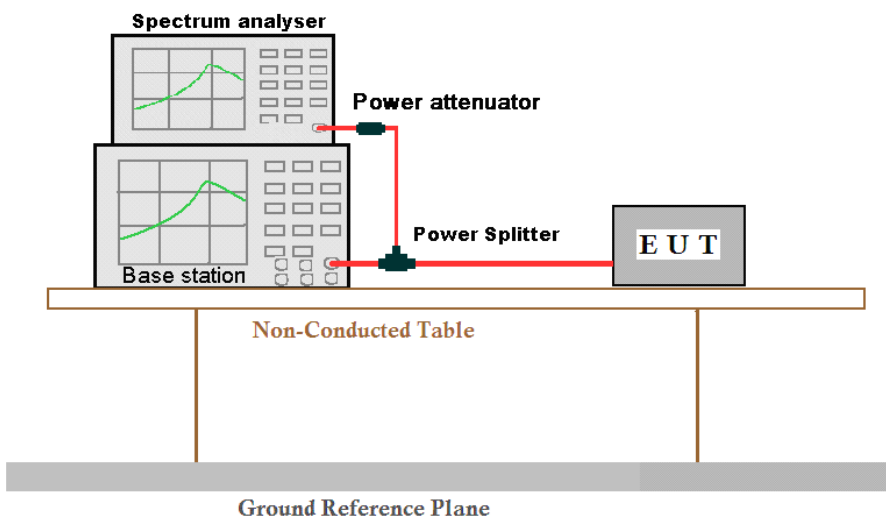 Spectrum analyser
Power attenuator
Power Splitter
E U T
Base station
Non-Conducted Table
Ground Reference Plane